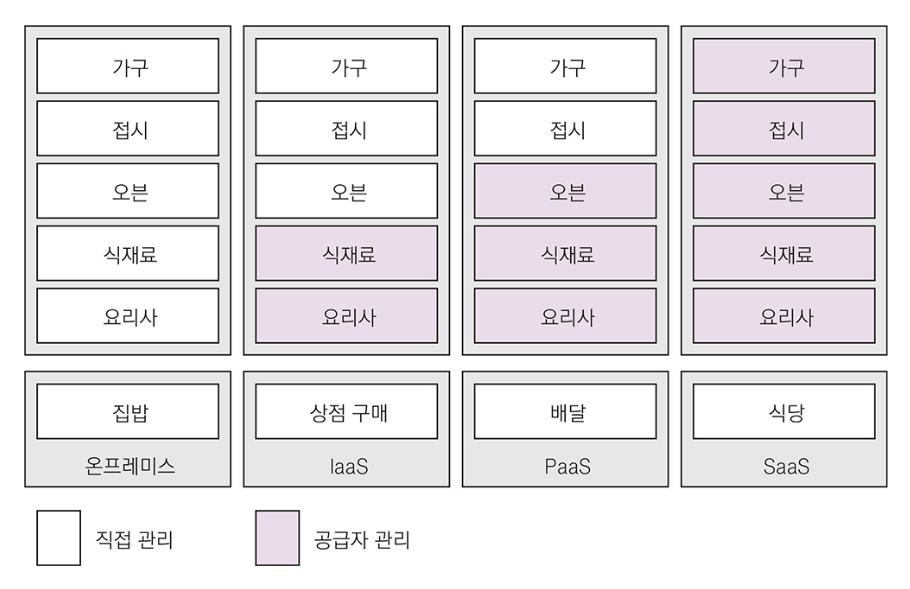 가구
접시
오븐
식재료
요리사
집밥
온프레미스
가구
접시
오븐
식재료
요리사
상점 구매
IaaS
가구
접시
오븐
식재료
요리사
배달
PaaS
가구
접시
오븐
식재료
요리사
식당
SaaS
직접 관리
공급자 관리